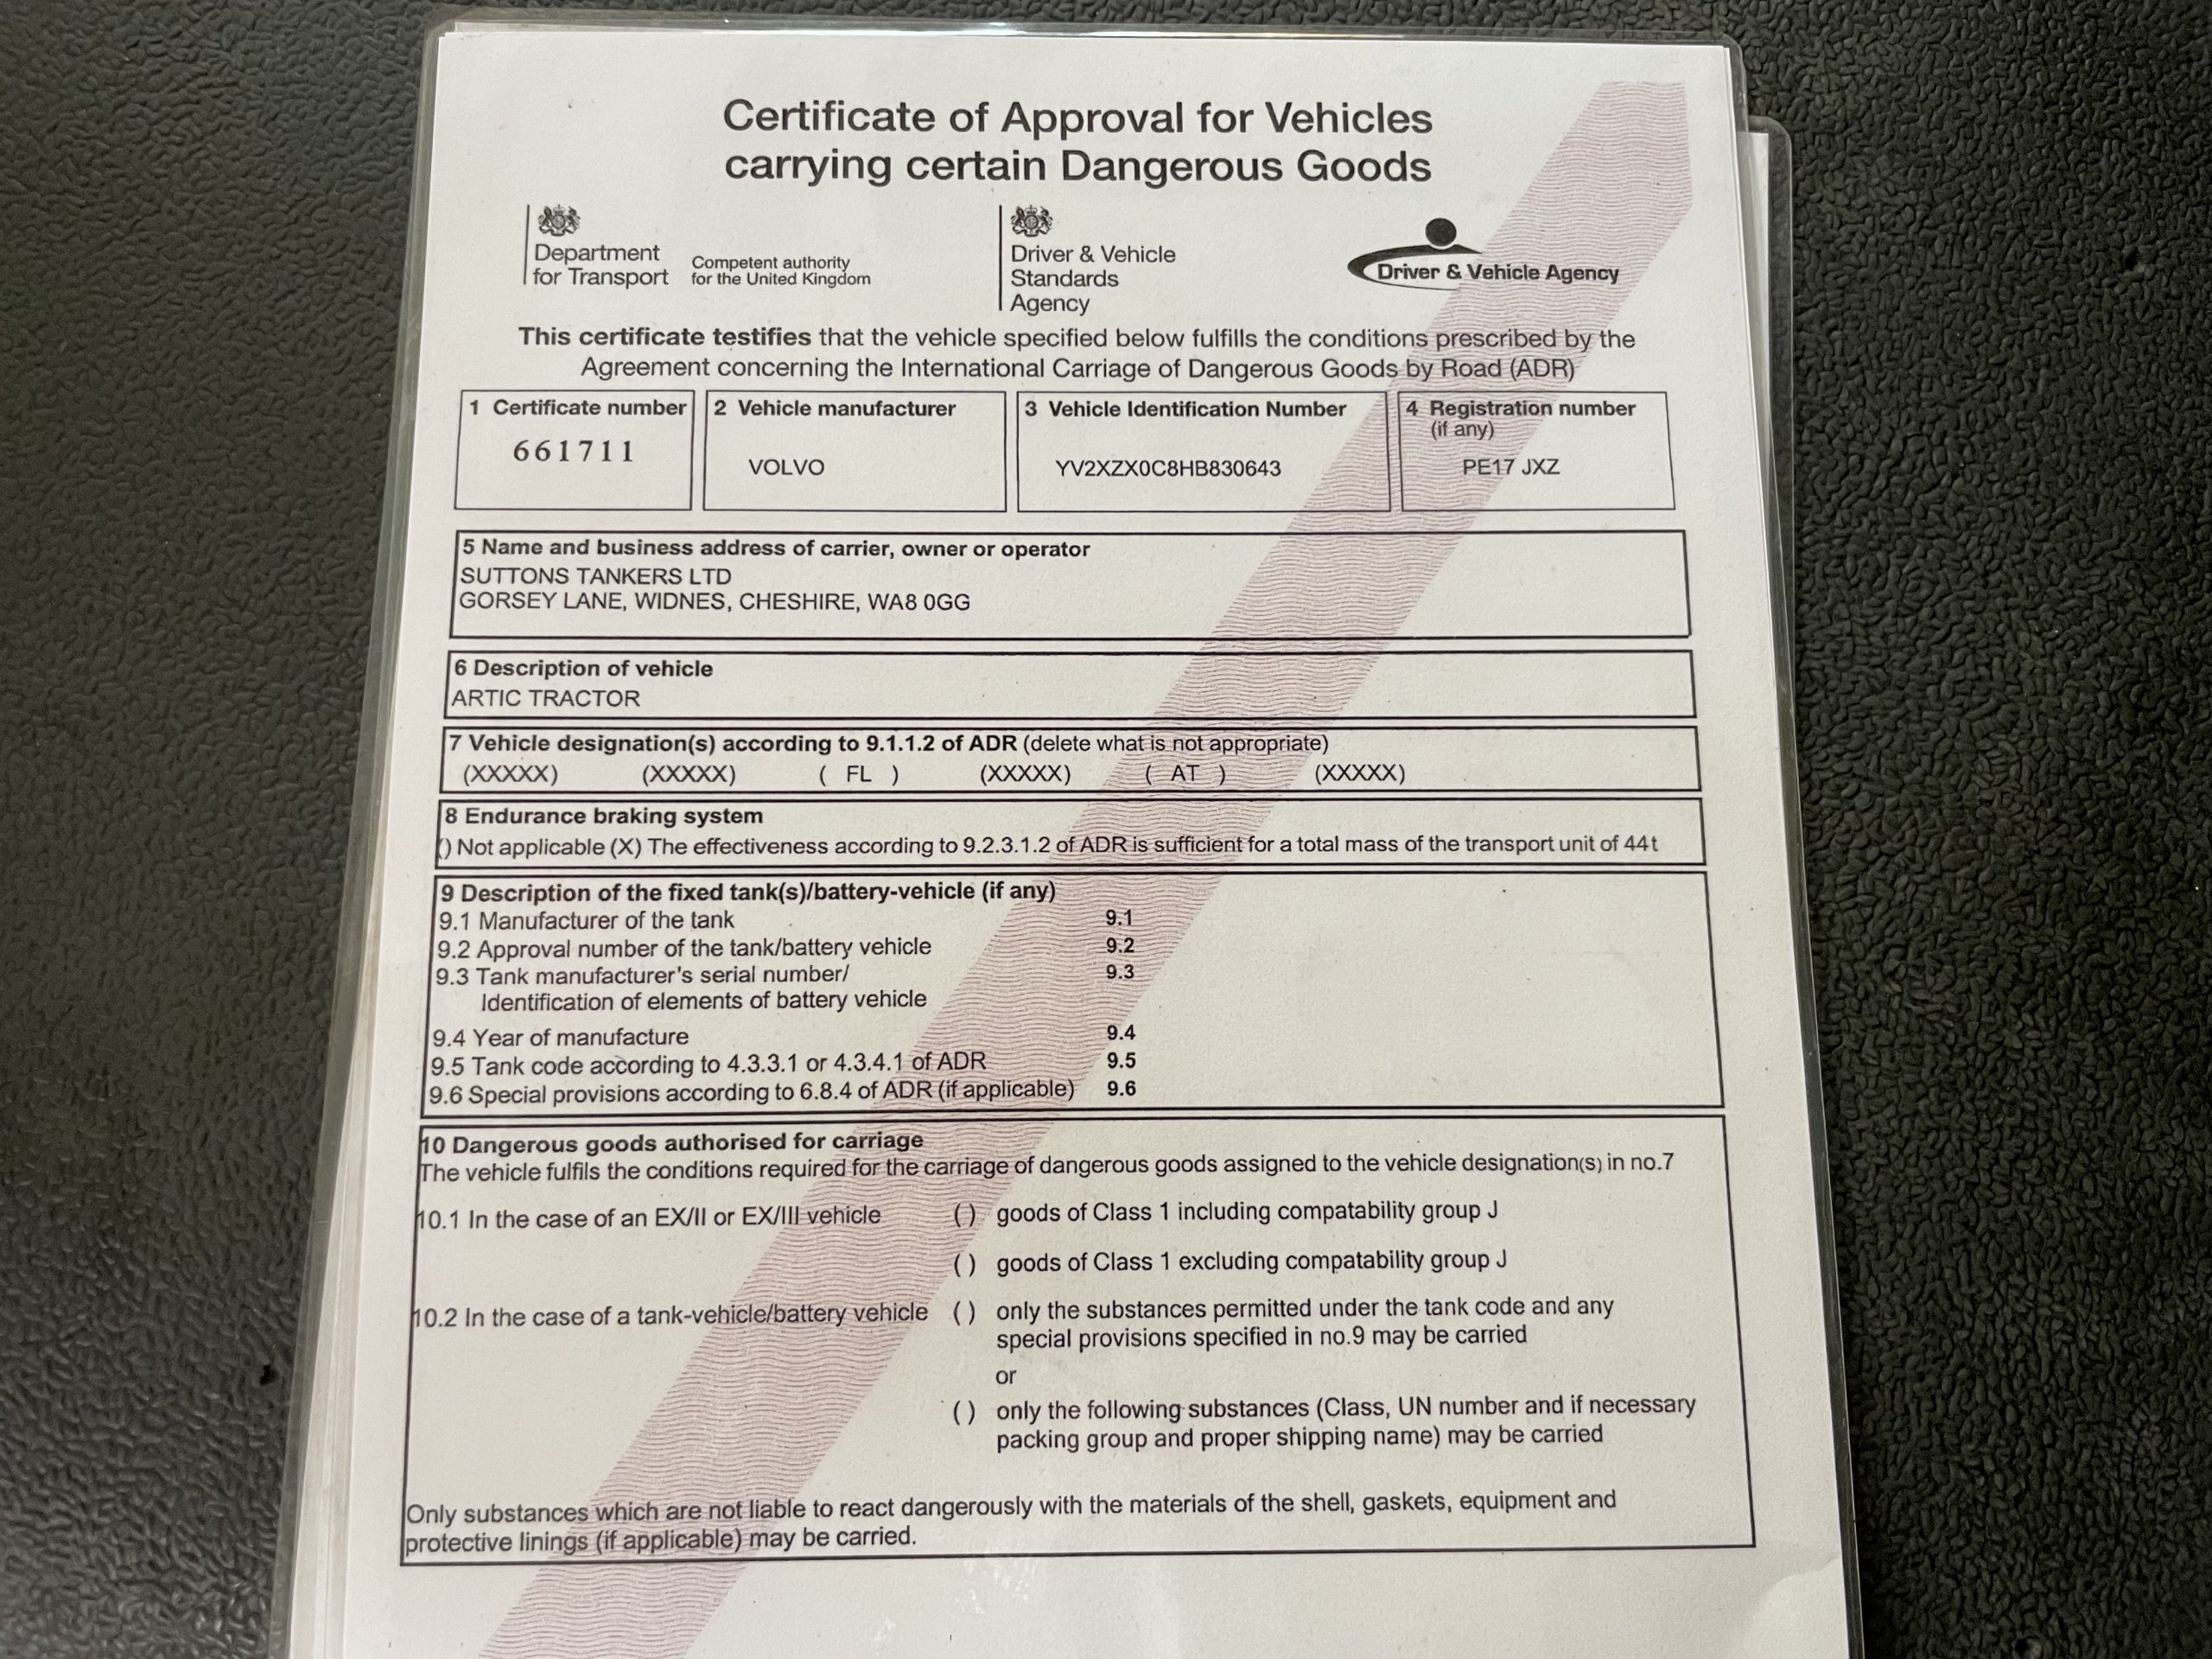 Certificate of Approval for Vehicles
carrying certain Dangerous Goods
Department
for Transport
Competent authority
for the United Kingdom
Driver & Vehicle
Standards
Agency
Driver & Vehicle Agency
This certificate testifies that the vehicle specified below fulfills the conditions prescribed by the
Agreement concerning the International Carriage of Dangerous Goods by Road (ADR)
1 Certificate number
661711
2 Vehicle manufacturer
VOLVO
3 Vehicle Identification Number
YV2XZX0C8HB830643
4 Registration number
(if any)
PE17 JXZ
5 Name and business address of carrier, owner or operator
SUTTONS TANKERS LTD
GORSEY LANE, WIDNES, CHESHIRE, WA8 0GG
6 Description of vehicle
ARTIC TRACTOR
7 Vehicle designation(s) according to 9.1.1.2 of ADR (delete what is not appropriate)
(XXXXX) (XXXXX) ( FL ) (XXXXX) ( AT ) (XXXXX)
8 Endurance braking system
() Not applicable (X) The effectiveness according to 9.2.3.1.2 of ADR is sufficient for a total mass of the transport unit of 44t
9 Description of the fixed tank(s)/battery-vehicle (if any)
9.1 Manufacturer of the tank 9.1
9.2 Approval number of the tank/battery vehicle 9.2
9.3 Tank manufacturer's serial number/ 9.3
Identification of elements of battery vehicle
9.4 Year of manufacture 9.4
9.5 Tank code according to 4.3.3.1 or 4.3.4.1 of ADR 9.5
9.6 Special provisions according to 6.8.4 of ADR (if applicable) 9.6
10 Dangerous goods authorised for carriage
The vehicle fulfils the conditions required for the carriage of dangerous goods assigned to the vehicle designation(s) in no.7
10.1 In the case of an EX/II or EX/III vehicle () goods of Class 1 including compatability group J
() goods of Class 1 excluding compatability group J
10.2 In the case of a tank-vehicle/battery vehicle () only the substances permitted under the tank code and any
special provisions specified in no.9 may be carried
or
() only the following substances (Class, UN number and if necessary
packing group and proper shipping name) may be carried
Only substances which are not liable to react dangerously with the materials of the shell, gaskets, equipment and
protective linings (if applicable) may be carried.